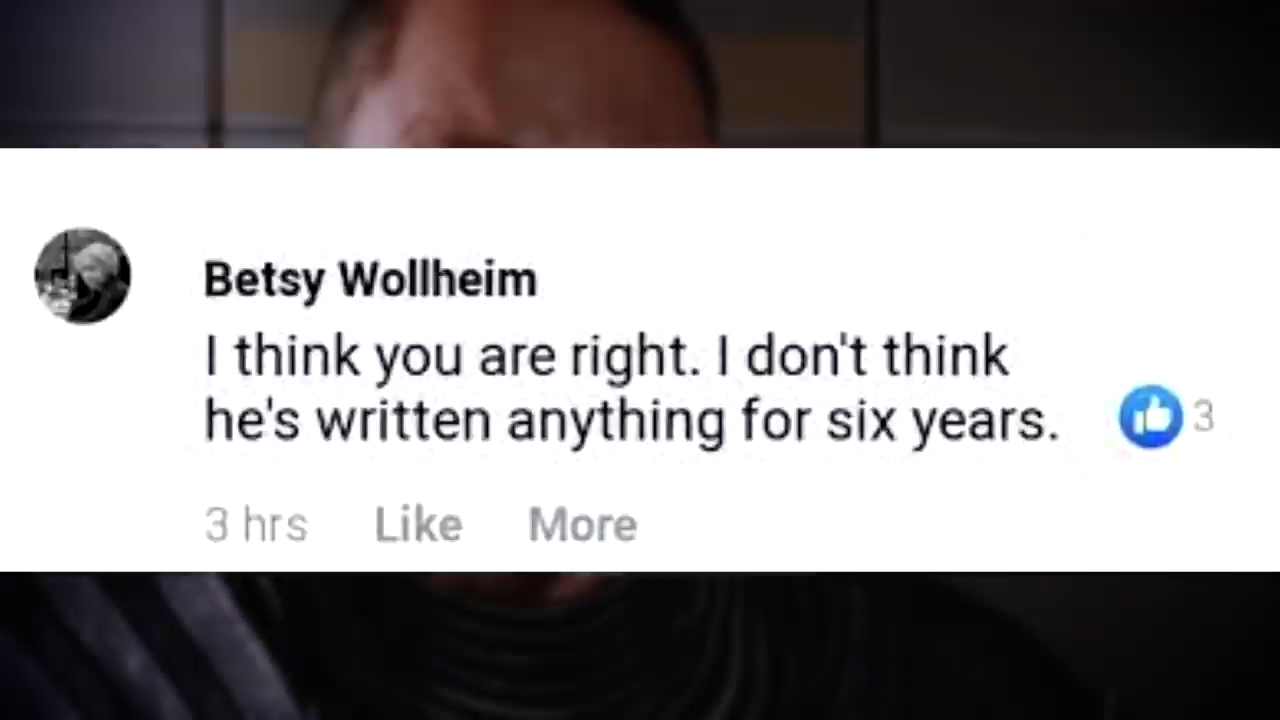 Betsy Wollheim
I think you are right. I don't think
he's written anything for six years.
3
3 hrs Like More